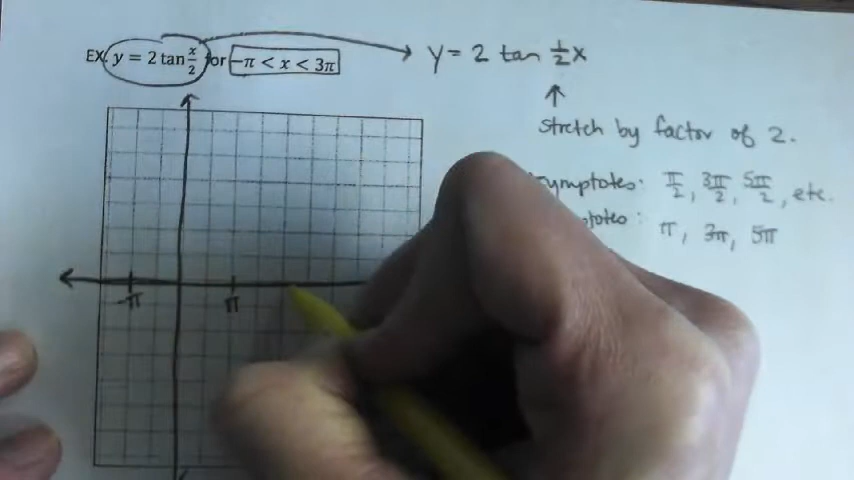 EX. y = 2 tan x/2 for -π < x < 3π
y = 2 tan 1/2 x
stretch by factor of 2.
π/2, 3π/2, 5π/2, etc.
π, 3π, 5π
-π π